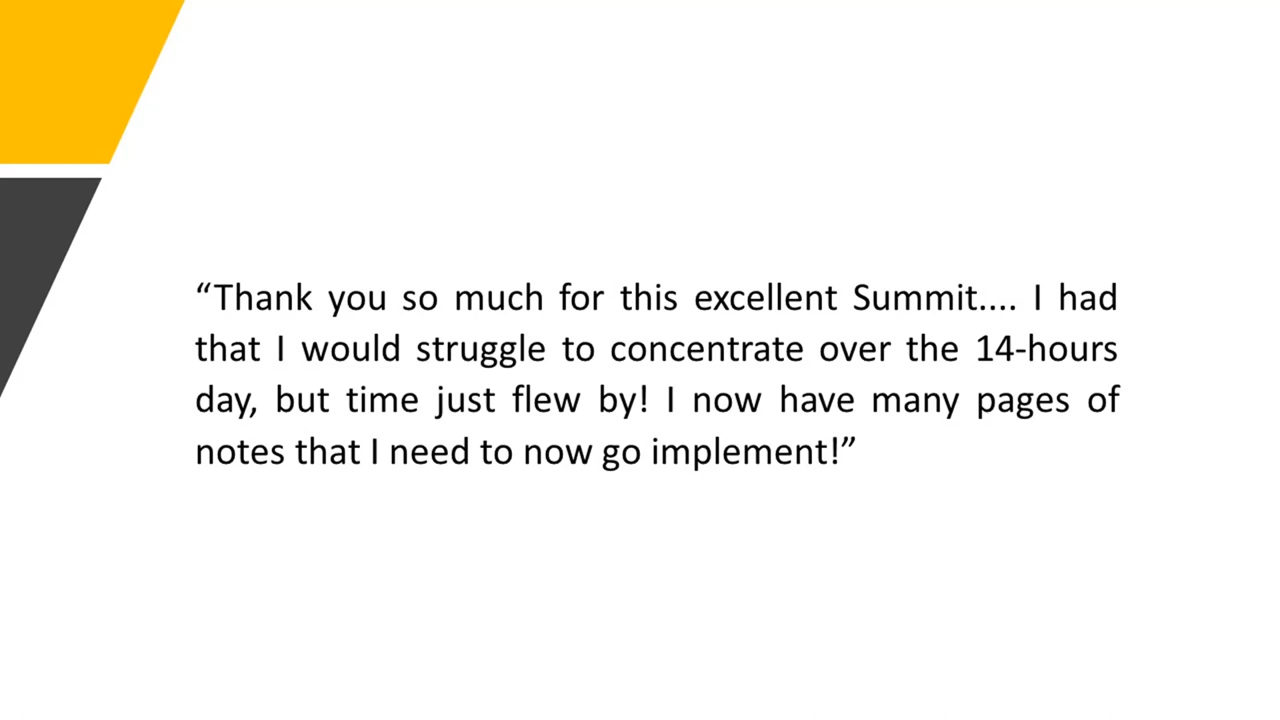 “Thank you so much for this excellent Summit.... I had
that I would struggle to concentrate over the 14-hours
day, but time just flew by! I now have many pages of
notes that I need to now go implement!”